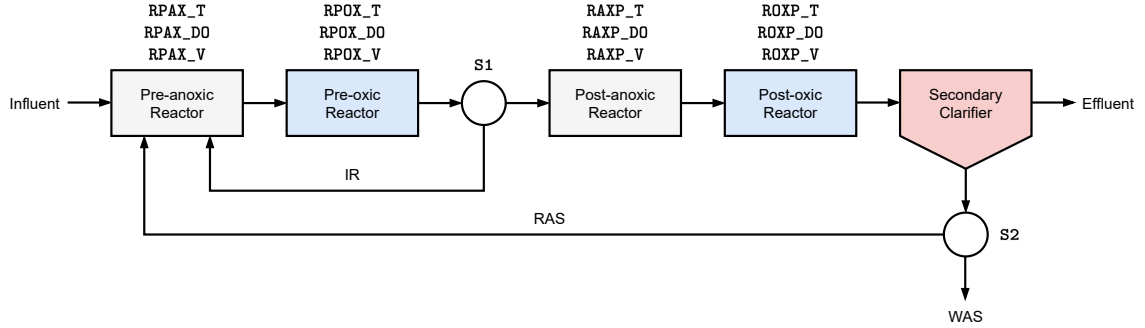 RPAX_T
RPAX_DO
RPAX_V
RPOX_T
RPOX_DO
RPOX_V
S1
RAXP_T
RAXP_DO
RAXP_V
ROXP_T
ROXP_DO
ROXP_V
Influent
Pre-anoxic
Reactor
Pre-oxic
Reactor
Post-anoxic
Reactor
Post-oxic
Reactor
Secondary
Clarifier
Effluent
IR
RAS
S2
WAS